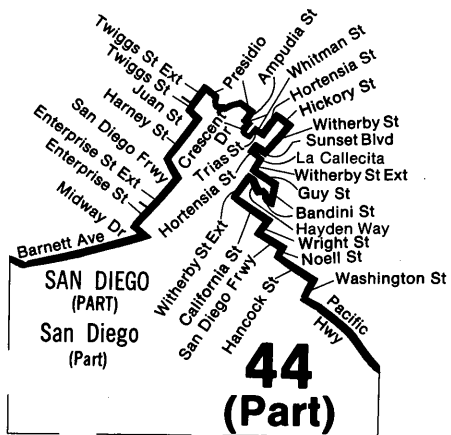 Twiggs St Ext
Twiggs St
Juan St
Harney St
San Diego Frwy
Enterprise St Ext
Enterprise St
Midway Dr
Barnett Ave
Presidio
Crescent
Dr
Ampudia St
Whitman St
Hortensia St
Hickory St
Trias St
Hortensia St
Witherby St
Sunset Blvd
La Callecita
Witherby St Ext
Guy St
Bandini St
Hayden Way
Wright St
Noell St
Washington St
Witherby St Ext
California St
San Diego Frwy
Hancock St
Pacific
Hwy
SAN DIEGO
(PART)
San Diego
(Part)
44
(Part)